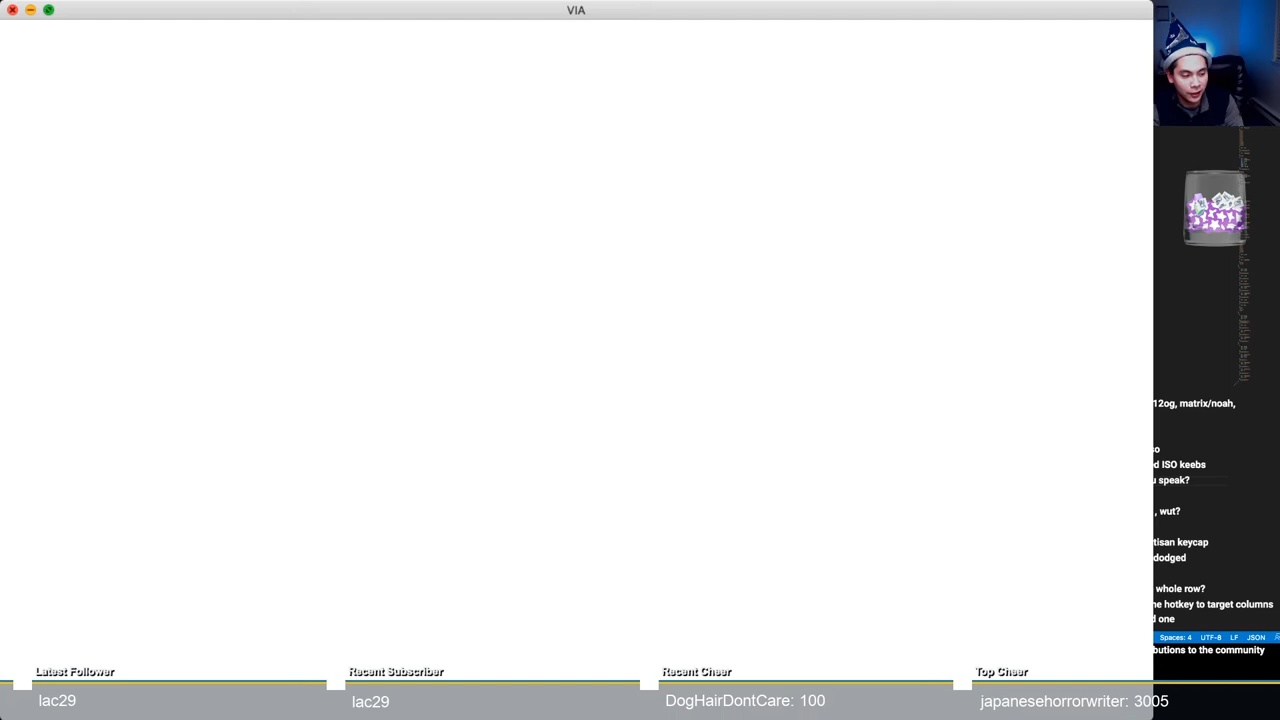 VIA
12og, matrix/noah,
so
d ISO keebs
u speak?
, wut?
tisan keycap
dodged
whole row?
ne hotkey to target columns
d one
Spaces: 4 UTF-8 LF JSON
butions to the community
Latest Follower
lac29
Recent Subscriber
lac29
Recent Cheer
DogHairDontCare: 100
Top Cheer
japanesehorrorwriter: 3005